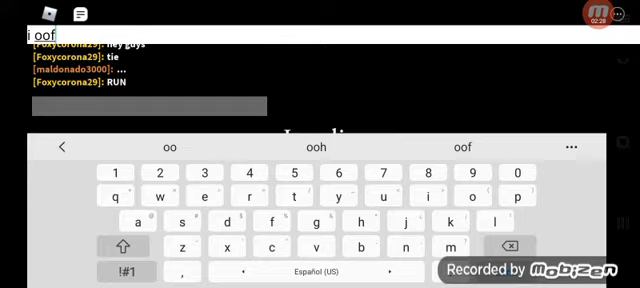 02:28
i oof
[Foxycorona29]: hey guys
[Foxycorona29]: tie
[maldonado3000]: ...
[Foxycorona29]: RUN
oo ooh oof ...
1 2 3 4 5 6 7 8 9 0
q w e r t y u i o p
a s d f g h j k l
z x c v b n m
!#1 , Español (US)
Recorded by Mobizen